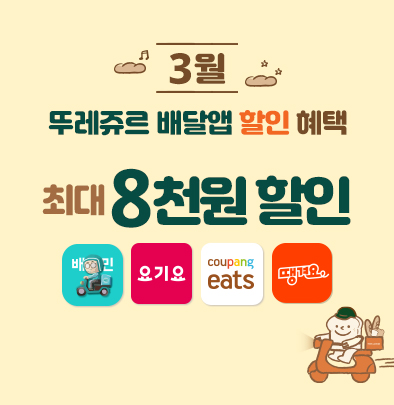 3월
뚜레쥬르 배달앱 할인 혜택
최대 8천원 할인
배 민
요기요
coupang
eats
땡겨요